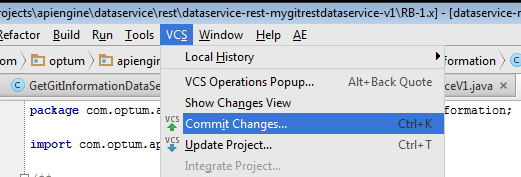 rojects\apiengine\dataservice\rest\dataservice-rest-mygitrestdataservice-v1\RB-1.x] - [dataservice-r
Refactor Build Run Tools VCS Window Help AE
om optum apiengine Local History formation
GetGitInformationDataSe VCS Operations Popup... Alt+Back Quote ceV1.java
Show Changes View
package com.optum.a Commit Changes... Ctrl+K formation;
import com.optum.ap Update Project... Ctrl+T
Integrate Project...
/**